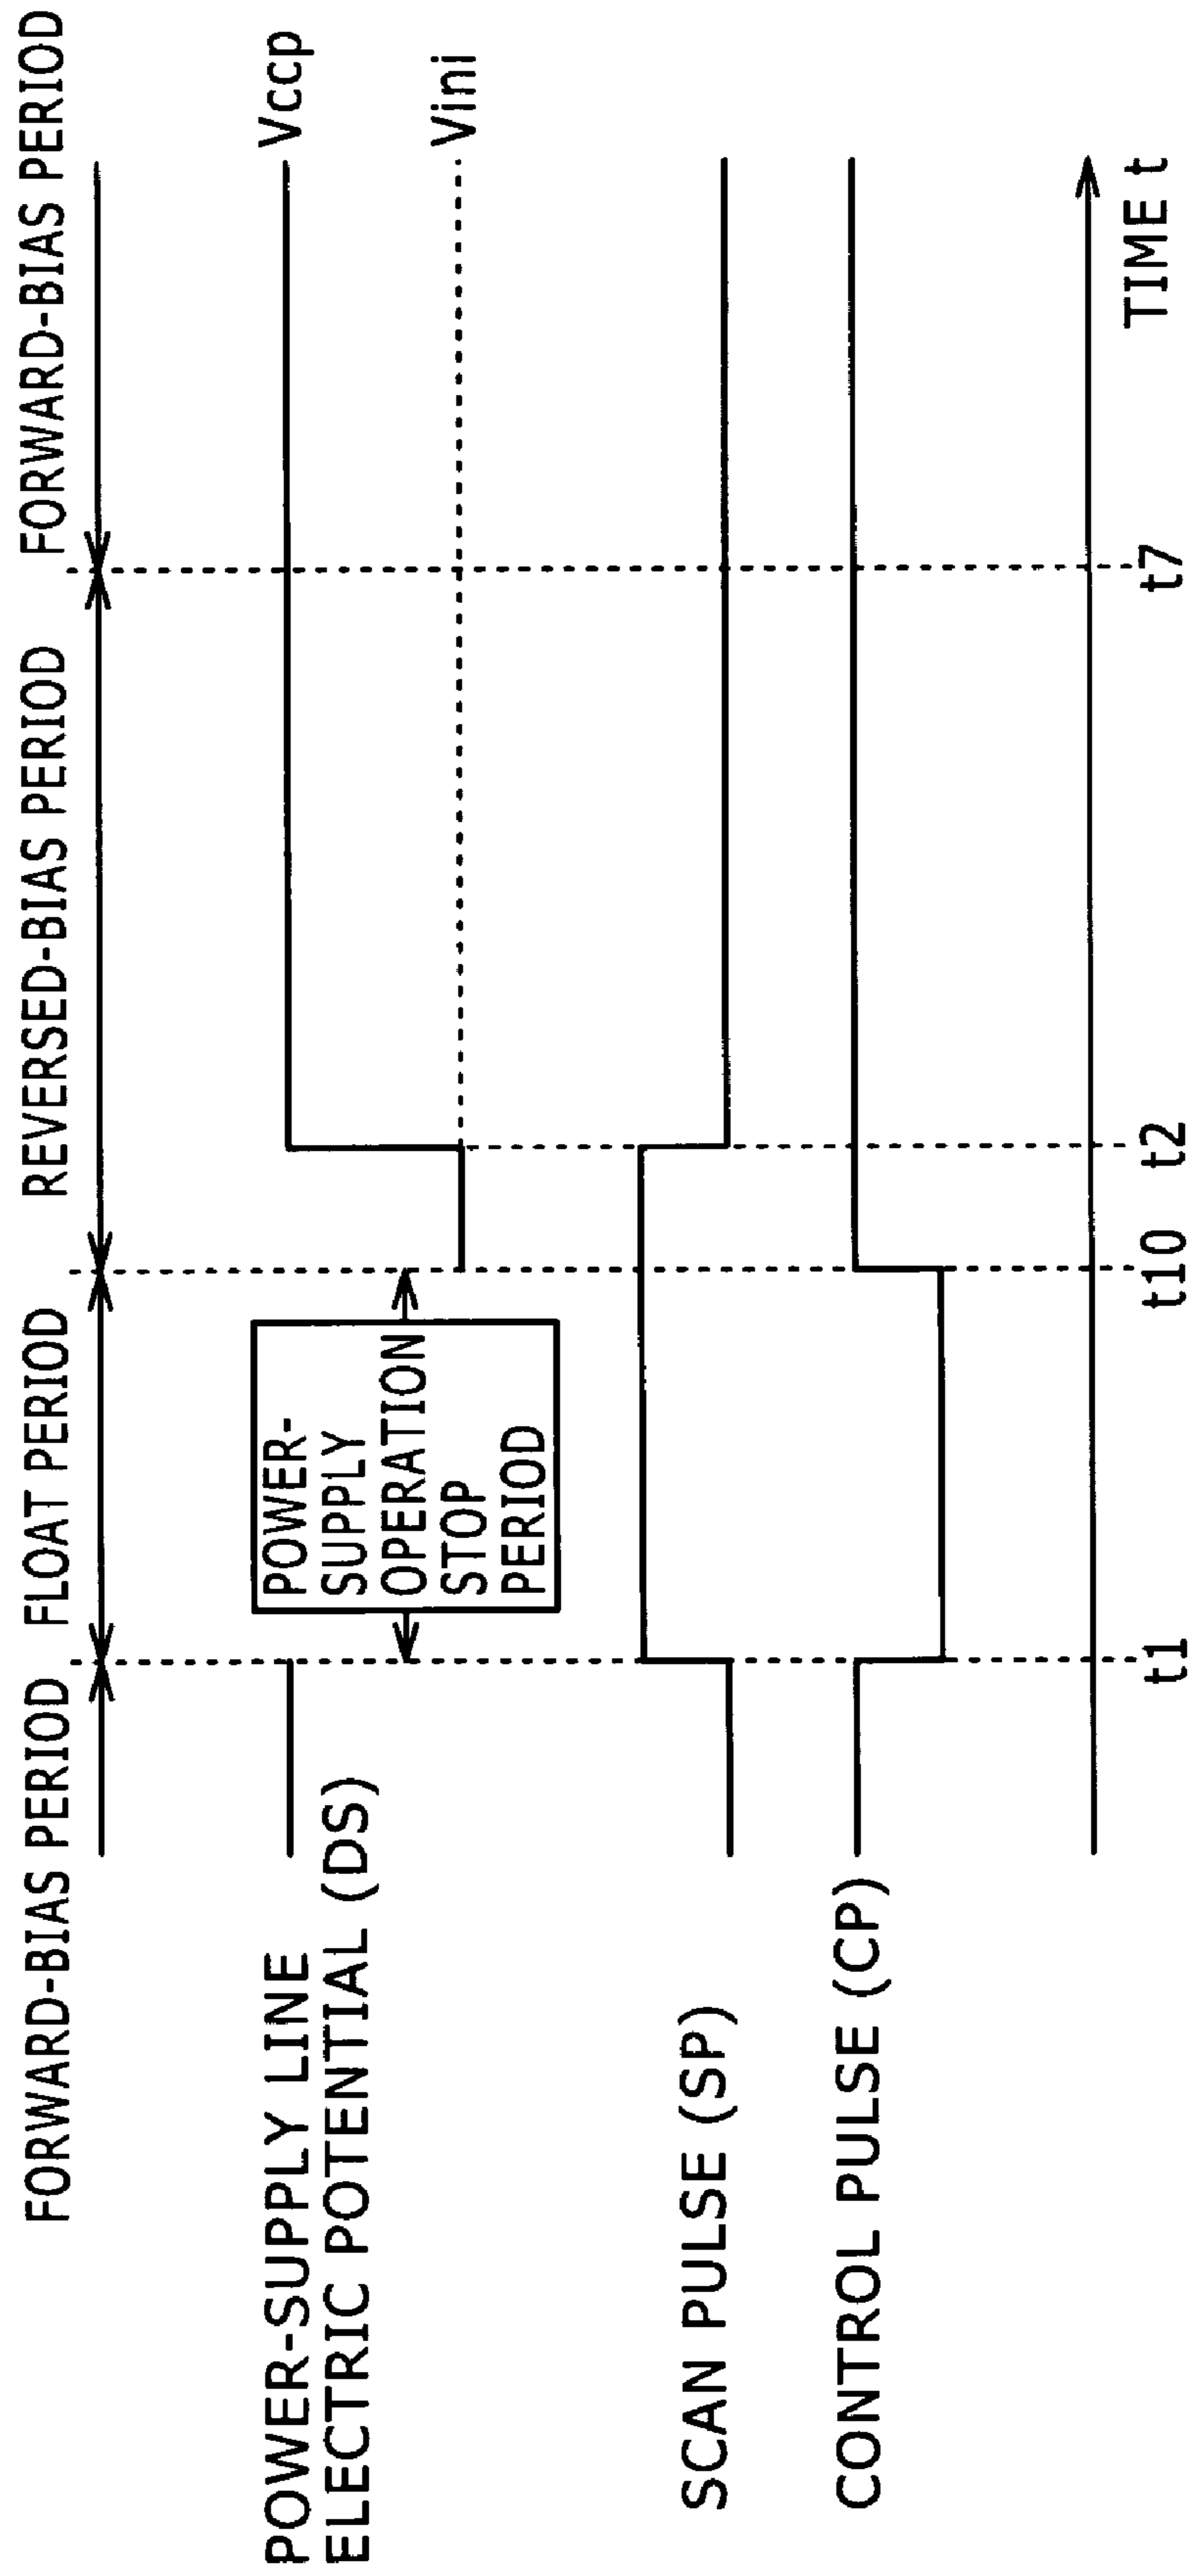 FORWARD-BIAS PERIOD
FLOAT PERIOD
REVERSED-BIAS PERIOD
FORWARD-BIAS PERIOD
POWER-SUPPLY LINE
ELECTRIC POTENTIAL (DS)
POWER-
SUPPLY
OPERATION
STOP
PERIOD
Vccp
Vini
SCAN PULSE (SP)
CONTROL PULSE (CP)
t1
t10
t2
t7
TIME t